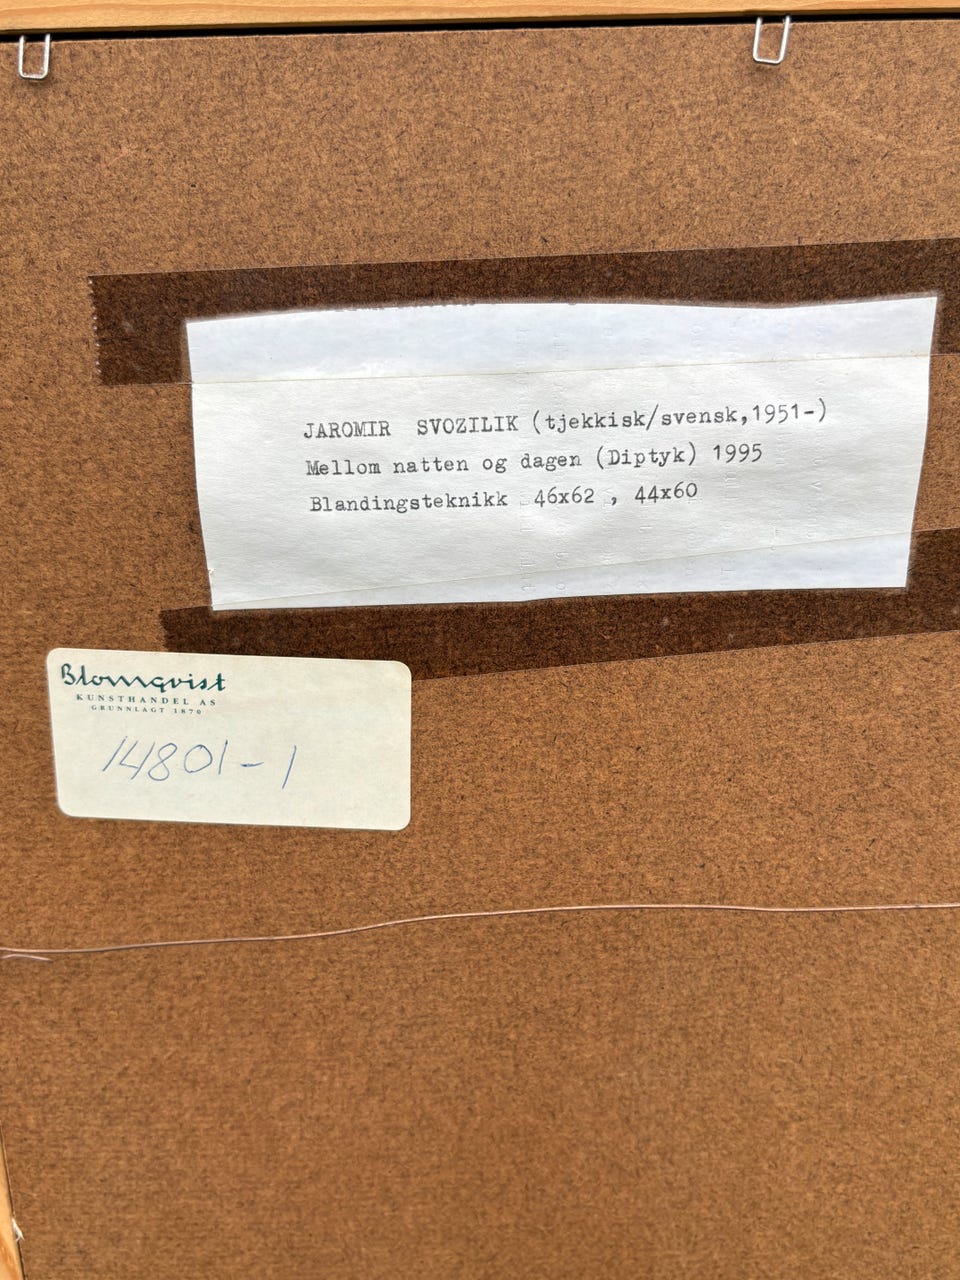 JAROMIR SVOZILIK (tjekkisk/svensk,1951-)
Mellom natten og dagen (Diptyk) 1995
Blandingsteknikk 46x62 , 44x60
Blomqvist
KUNSTHANDEL AS
GRUNNLAGT 1870
14801-1